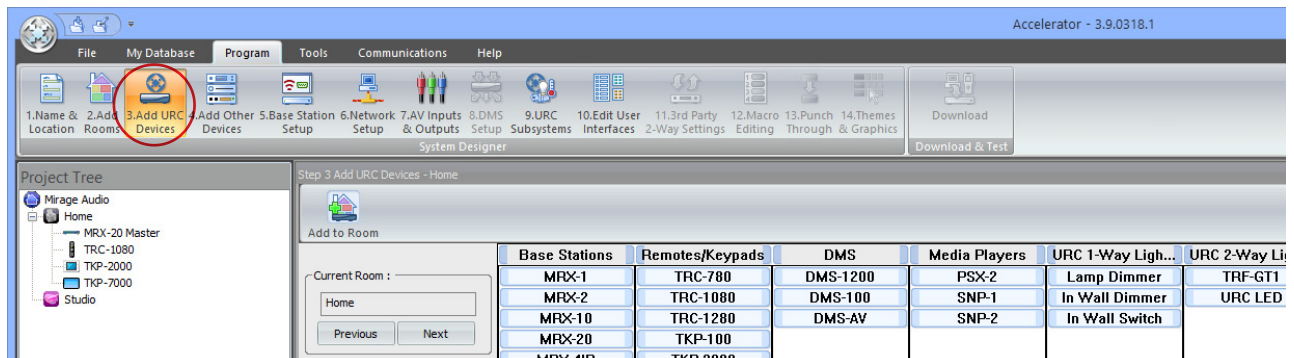 Accelerator - 3.9.0318.1
File My Database Program Tools Communications Help
1.Name & Location 2.Add Rooms 3.Add URC Devices 4.Add Other Devices 5.Base Station Setup 6.Network Setup 7.AV Inputs & Outputs 8.DMS Setup 9.URC Subsystems 10.Edit User Interfaces 11.3rd Party 2-Way Settings 12.Macro Editing 13.Punch Through 14.Themes & Graphics Download
System Designer Download & Test
Project Tree
Mirage Audio
Home
MRX-20 Master
TRC-1080
TKP-2000
TKP-7000
Studio
Step 3 Add URC Devices - Home
Add to Room
Current Room :
Home
Previous Next
Base Stations Remotes/Keypads DMS Media Players URC 1-Way Ligh... URC 2-Way Li
MRX-1 TRC-780 DMS-1200 PSX-2 Lamp Dimmer TRF-GT1
MRX-2 TRC-1080 DMS-100 SNP-1 In Wall Dimmer URC LED
MRX-10 TRC-1280 DMS-AV SNP-2 In Wall Switch
MRX-20 TKP-100